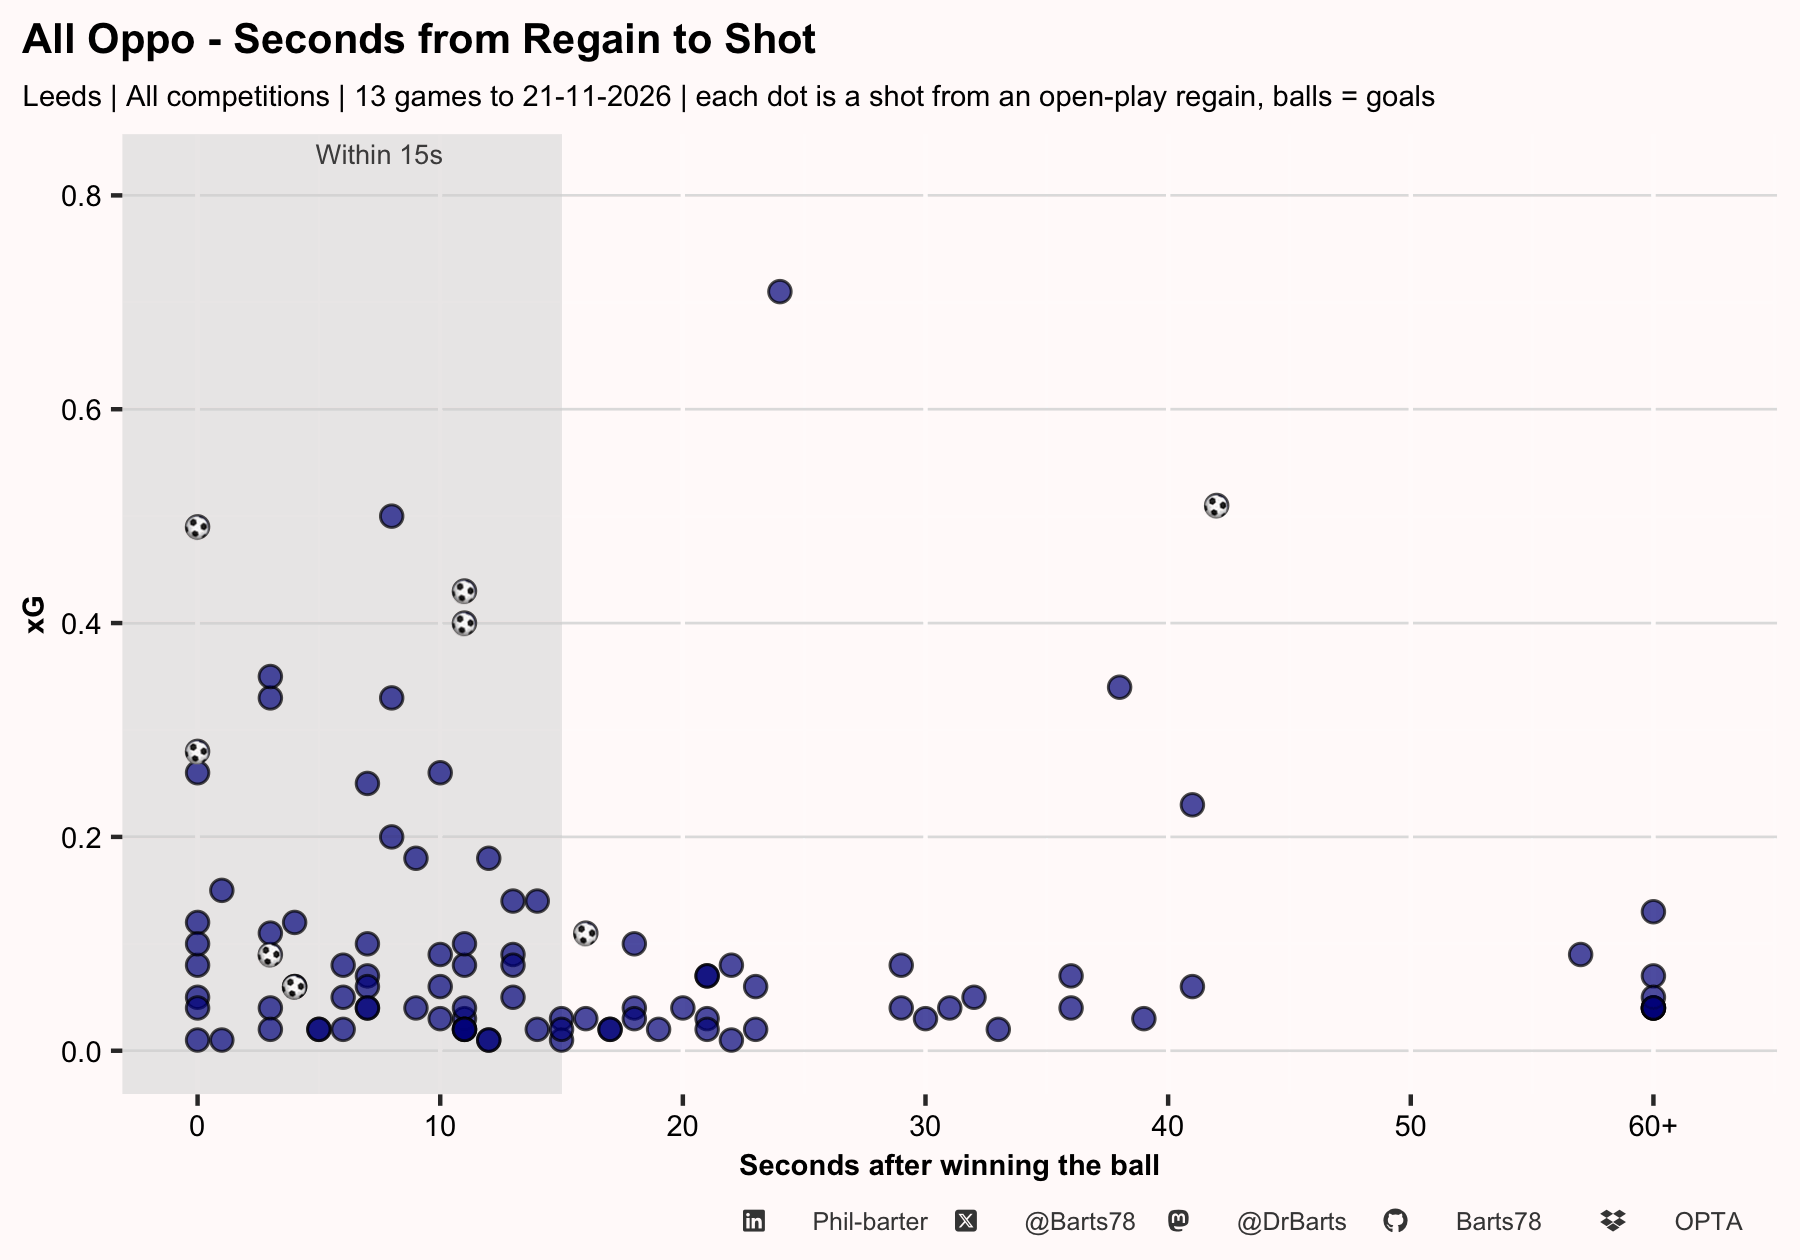 All Oppo - Seconds from Regain to Shot
Leeds | All competitions | 13 games to 21-11-2026 | each dot is a shot from an open-play regain, balls = goals
Within 15s
0.8
0.6
0.4
0.2
0.0
xG
0 10 20 30 40 50 60+
Seconds after winning the ball
Phil-barter @Barts78 @DrBarts Barts78 OPTA